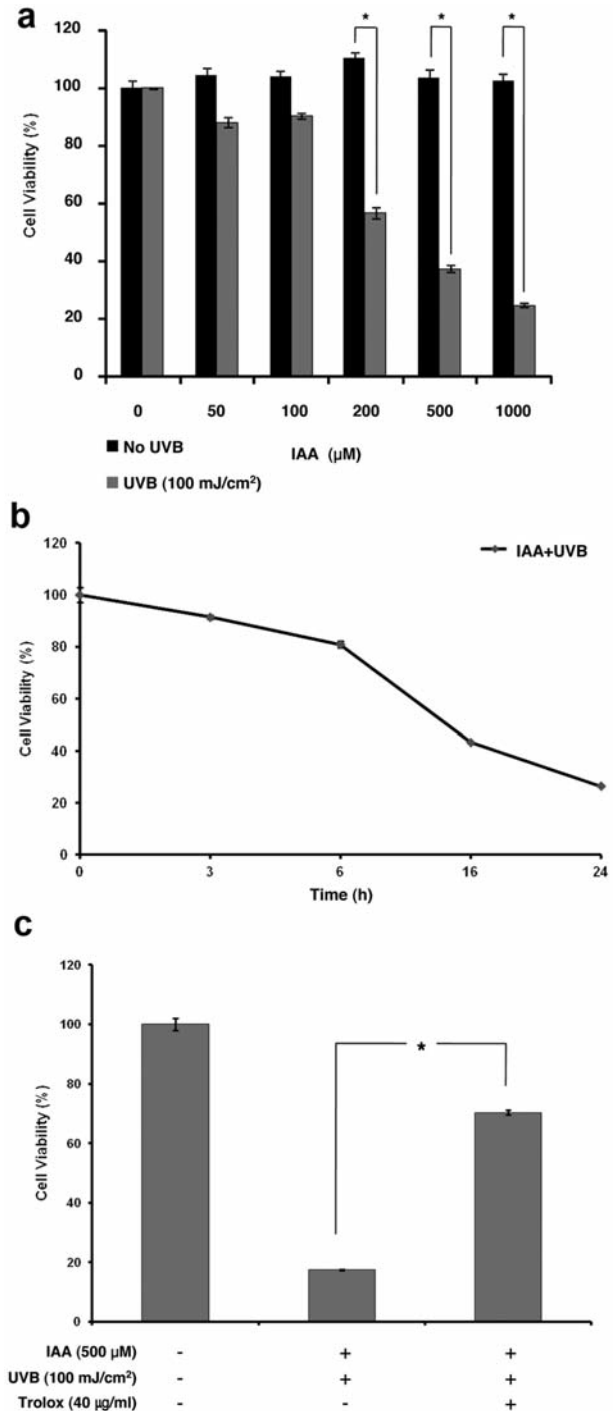 a
120
100
80
60
40
20
0
Cell Viability (%)
* * *
0 50 100 200 500 1000
IAA (µM)
No UVB
UVB (100 mJ/cm²)
b
120
100
80
60
40
20
0
Cell Viability (%)
IAA+UVB
0 3 6 16 24
Time (h)
c
120
100
80
60
40
20
0
Cell Viability (%)
*
IAA (500 µM) - + +
UVB (100 mJ/cm²) - + +
Trolox (40 µg/ml) - - +